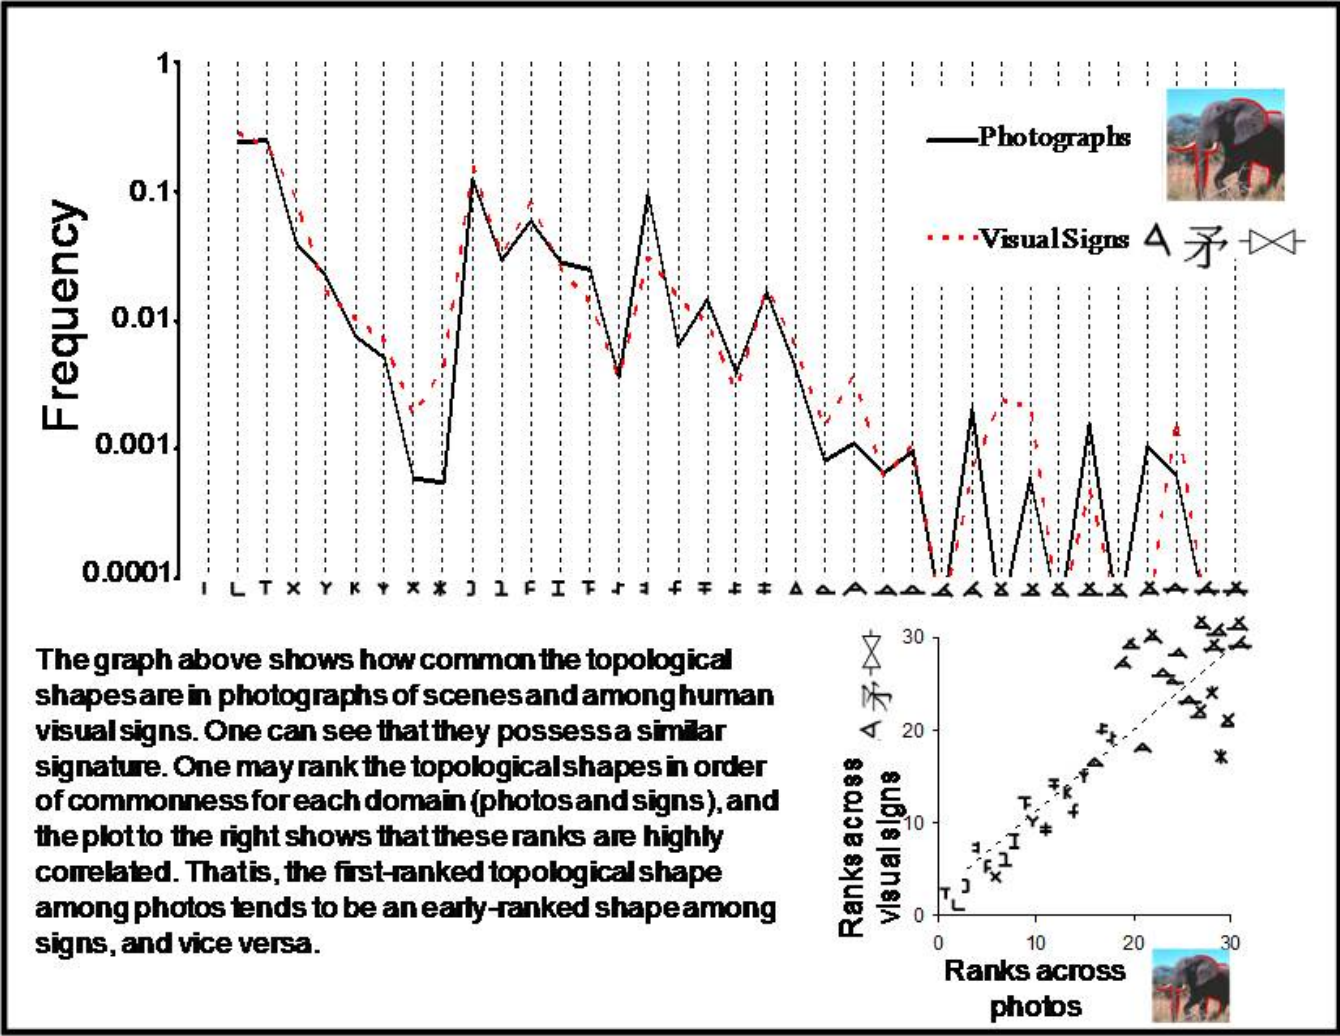 1
0.1
0.01
0.001
0.0001
Frequency
Photographs
Visual Signs
矛
The graph above shows how common the topological
shapes are in photographs of scenes and among human
visual signs. One can see that they possess a similar
signature. One may rank the topological shapes in order
of commonness for each domain (photos and signs), and
the plot to the right shows that these ranks are highly
correlated. That is, the first-ranked topological shape
among photos tends to be an early-ranked shape among
signs, and vice versa.
矛
Ranks across
visual signs
30
20
10
0
0 10 20 30
Ranks across
photos